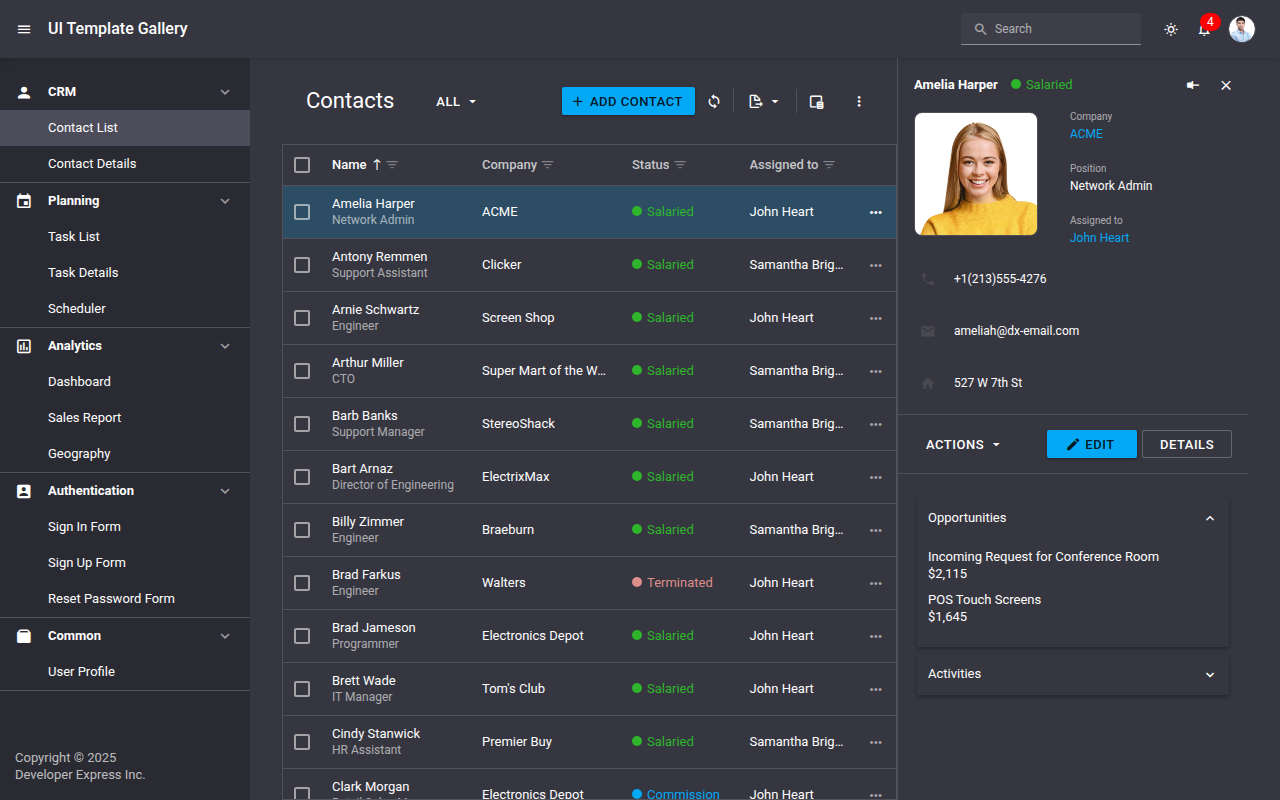 UI Template Gallery
Search
4
CRM
Contact List
Contact Details
Planning
Task List
Task Details
Scheduler
Analytics
Dashboard
Sales Report
Geography
Authentication
Sign In Form
Sign Up Form
Reset Password Form
Common
User Profile
Copyright © 2025
Developer Express Inc.
Contacts
ALL
ADD CONTACT
Name Company Status Assigned to
Amelia Harper
Network Admin
ACME
Salaried
John Heart
Antony Remmen
Support Assistant
Clicker
Salaried
Samantha Brig...
Arnie Schwartz
Engineer
Screen Shop
Salaried
John Heart
Arthur Miller
CTO
Super Mart of the W...
Salaried
Samantha Brig...
Barb Banks
Support Manager
StereoShack
Salaried
Samantha Brig...
Bart Arnaz
Director of Engineering
ElectrixMax
Salaried
John Heart
Billy Zimmer
Engineer
Braeburn
Salaried
Samantha Brig...
Brad Farkus
Engineer
Walters
Terminated
John Heart
Brad Jameson
Programmer
Electronics Depot
Salaried
John Heart
Brett Wade
IT Manager
Tom's Club
Salaried
John Heart
Cindy Stanwick
HR Assistant
Premier Buy
Salaried
Samantha Brig...
Clark Morgan
Electronics Depot
Commission
John Heart
Amelia Harper
Salaried
Company
ACME
Position
Network Admin
Assigned to
John Heart
+1(213)555-4276
ameliah@dx-email.com
527 W 7th St
ACTIONS
EDIT
DETAILS
Opportunities
Incoming Request for Conference Room
$2,115
POS Touch Screens
$1,645
Activities